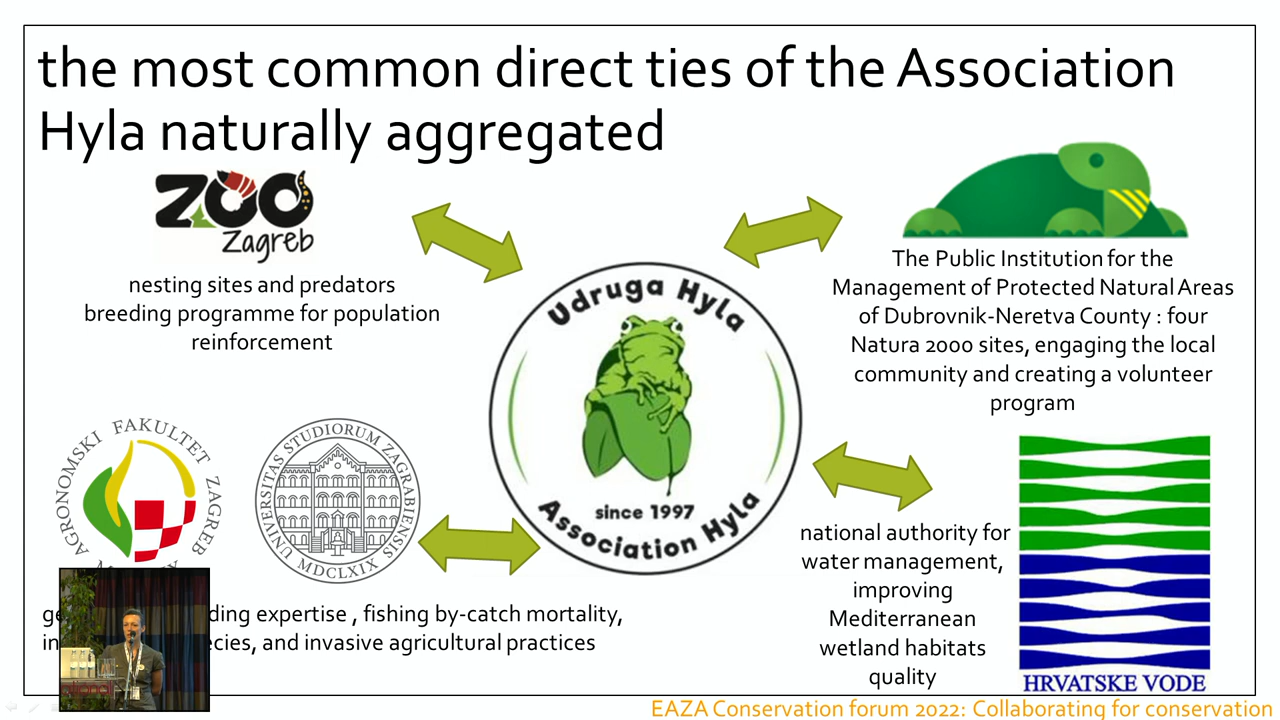 the most common direct ties of the Association
Hyla naturally aggregated
ZOO
Zagreb
nesting sites and predators
breeding programme for population
reinforcement
The Public Institution for the
Management of Protected Natural Areas
of Dubrovnik-Neretva County : four
Natura 2000 sites, engaging the local
community and creating a volunteer
program
Udruga Hyla
since 1997
Association Hyla
AGRONOMSKI FAKULTET ZAGREB
UNIVERSITAS STUDIORUM ZAGRABIENSIS
MDCLXIX
expertise , fishing by-catch mortality,
and invasive agricultural practices
national authority for
water management,
improving
Mediterranean
wetland habitats
quality
HRVATSKE VODE
EAZA Conservation forum 2022: Collaborating for conservation